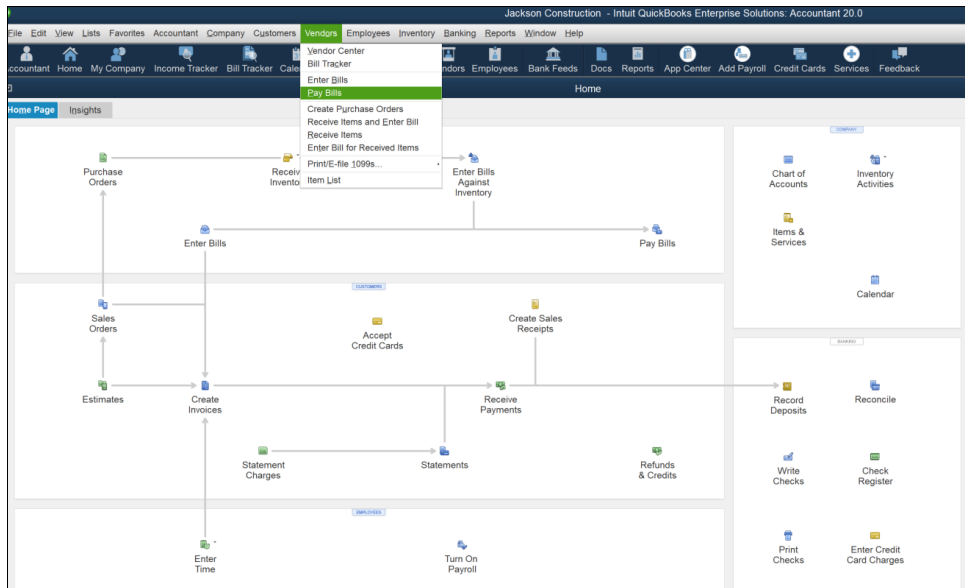 Jackson Construction - Intuit QuickBooks Enterprise Solutions: Accountant 20.0
File Edit View Lists Favorites Accountant Company Customers Vendors Employees Inventory Banking Reports Window Help
ccountant Home My Company Income Tracker Bill Tracker Cale ndors Employees Bank Feeds Docs Reports App Center Add Payroll Credit Cards Services Feedback
Vendor Center
Bill Tracker
Enter Bills
Pay Bills
Create Purchase Orders
Receive Items and Enter Bill
Receive Items
Enter Bill for Received Items
Print/E-file 1099s...
Item List
Home
Home Page Insights
Purchase
Orders
Receiv
Inventor
Enter Bills
Against
Inventory
Enter Bills
Pay Bills
COMPANY
Chart of
Accounts
Inventory
Activities
Items &
Services
Calendar
CUSTOMERS
Sales
Orders
Accept
Credit Cards
Create Sales
Receipts
Estimates
Create
Invoices
Receive
Payments
Statement
Charges
Statements
Refunds
& Credits
BANKING
Record
Deposits
Reconcile
Write
Checks
Check
Register
Print
Checks
Enter Credit
Card Charges
EMPLOYEES
Enter
Time
Turn On
Payroll